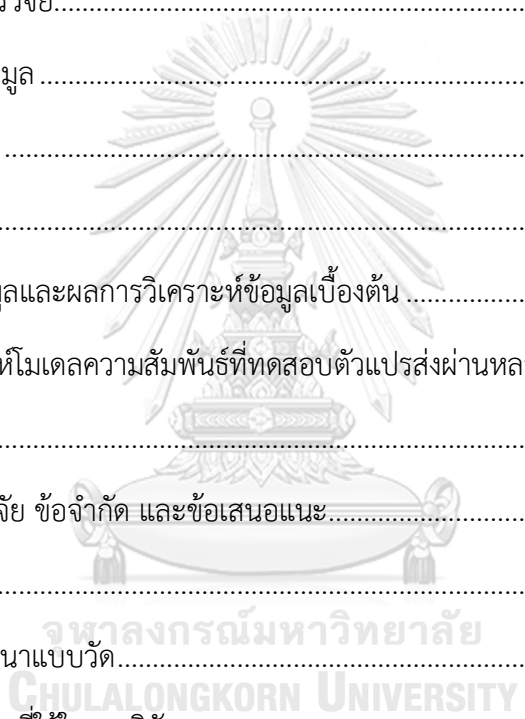 จัย
มูล
มูลและผลการวิเคราะห์ข้อมูลเบื้องต้น
ห์โมเดลความสัมพันธ์ที่ทดสอบตัวแปรส่งผ่านหล
จัย ข้อจำกัด และข้อเสนอแนะ
จุฬาลงกรณ์มหาวิทยาลัย
นาแบบวัด
CHULALONGKORN UNIVERSITY